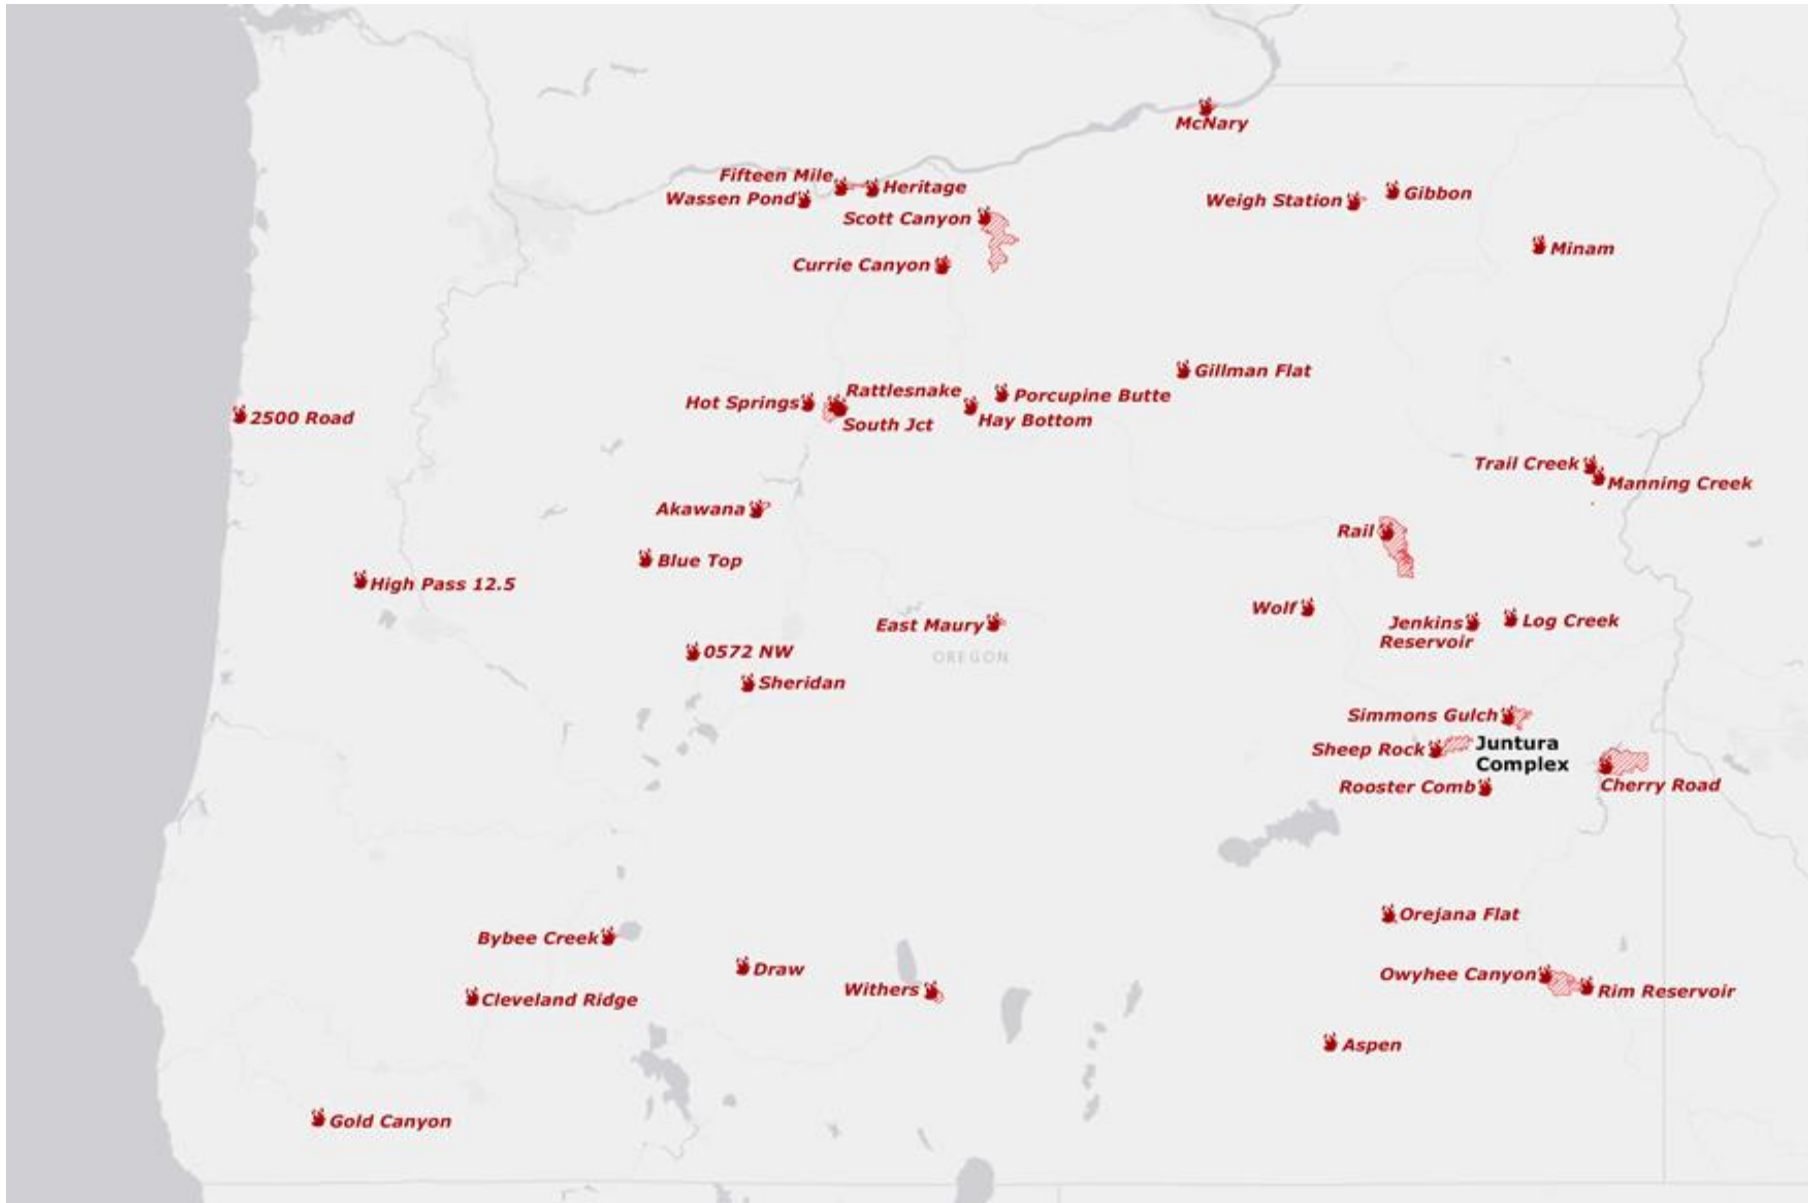 McNary
Fifteen Mile
Heritage
Wassen Pond
Scott Canyon
Weigh Station
Gibbon
Minam
Currie Canyon
Gillman Flat
Rattlesnake
Porcupine Butte
Hot Springs
2500 Road
South Jct
Hay Bottom
Trail Creek
Manning Creek
Akawana
Rail
Blue Top
High Pass 12.5
Wolf
East Maury
Jenkins
Reservoir
Log Creek
0572 NW
OREGON
Sheridan
Simmons Gulch
Sheep Rock
Juntura
Complex
Rooster Comb
Cherry Road
Orejana Flat
Bybee Creek
Draw
Owyhee Canyon
Withers
Rim Reservoir
Cleveland Ridge
Aspen
Gold Canyon